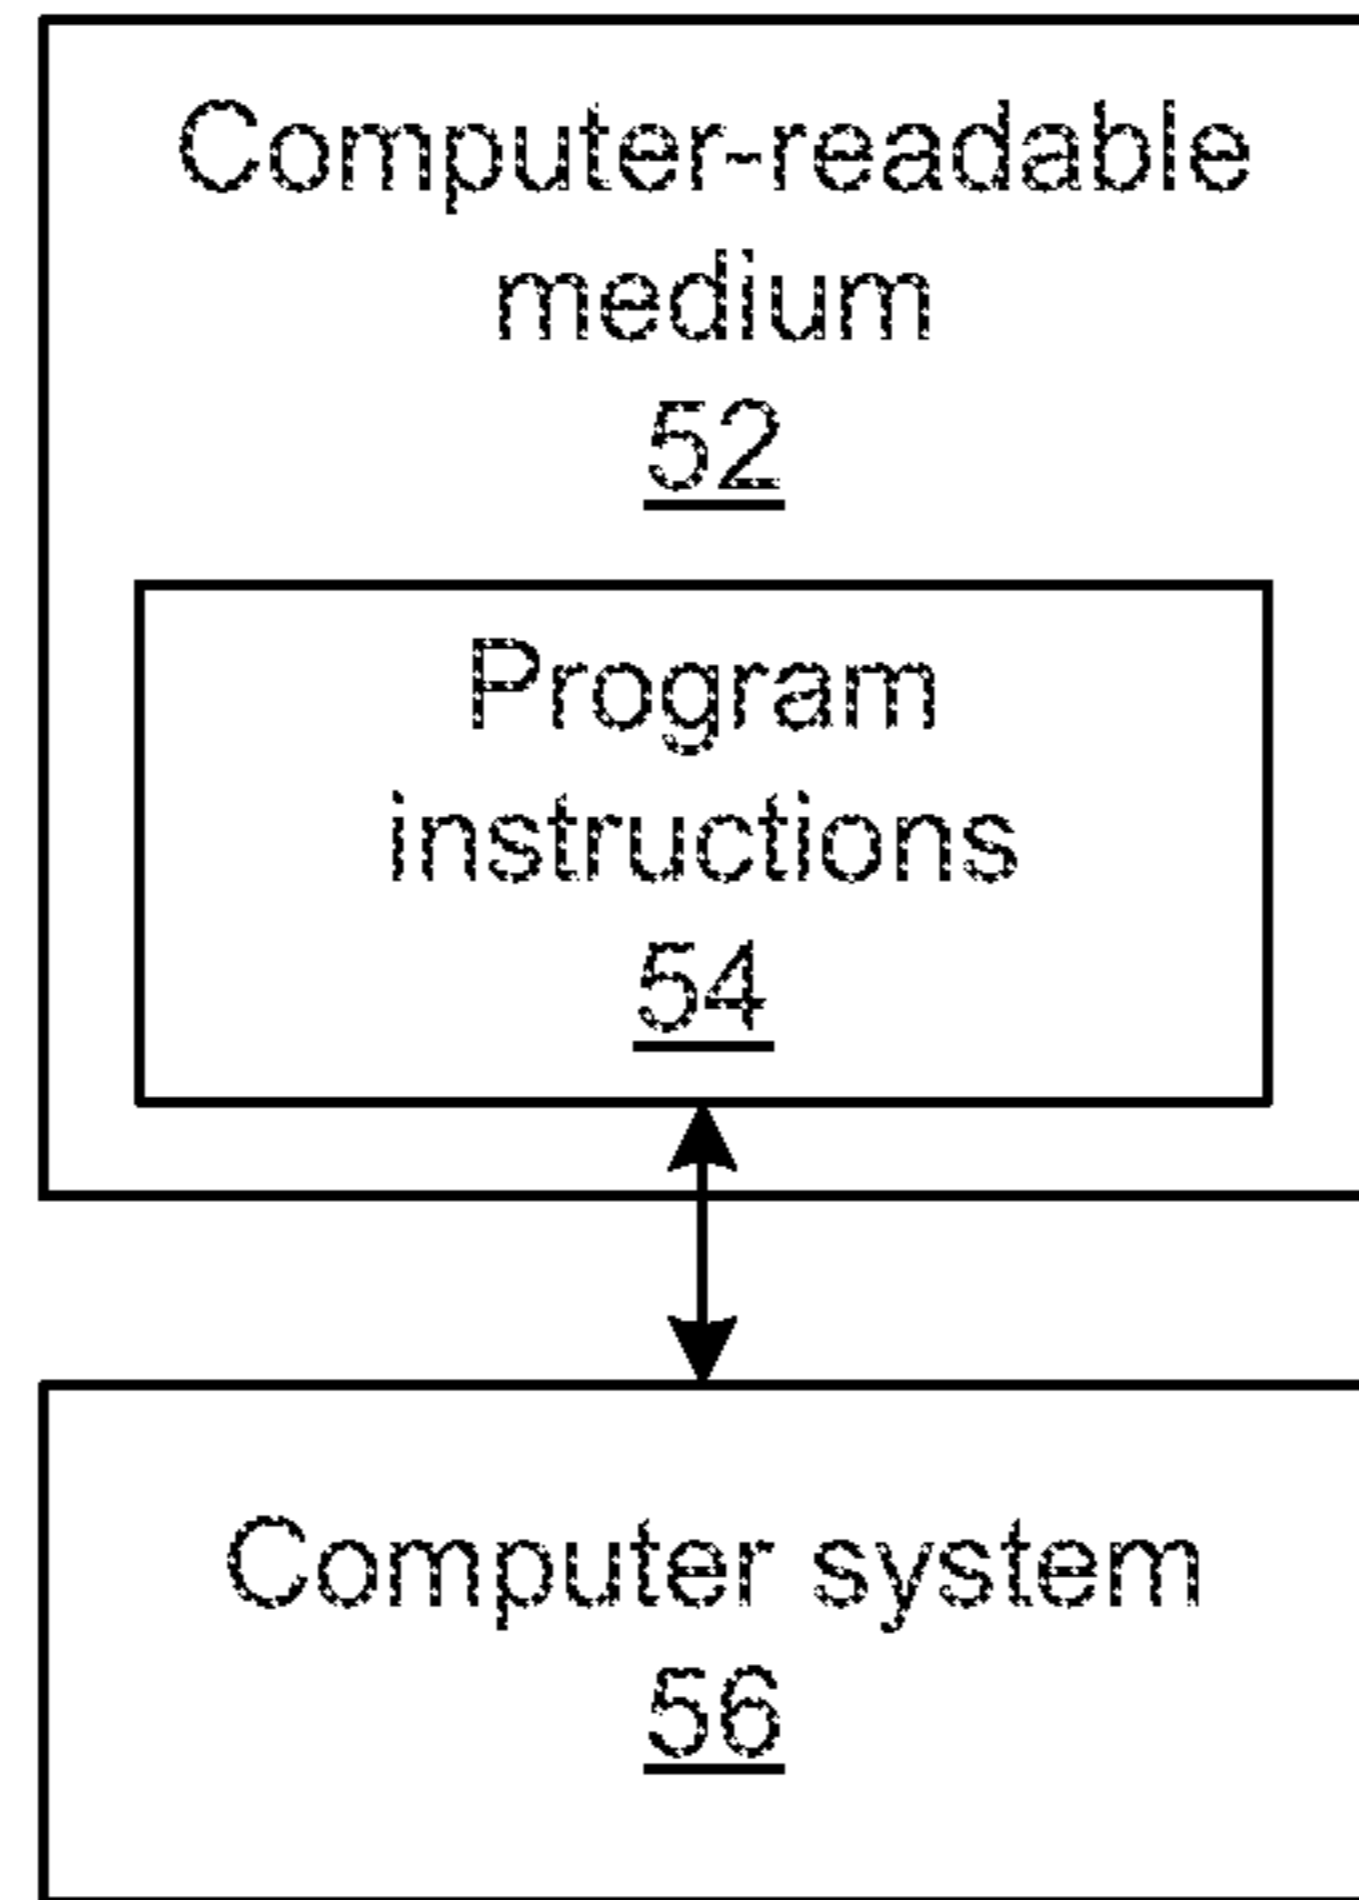 Computer-readable
medium
52
Program
instructions
54
Computer system
56